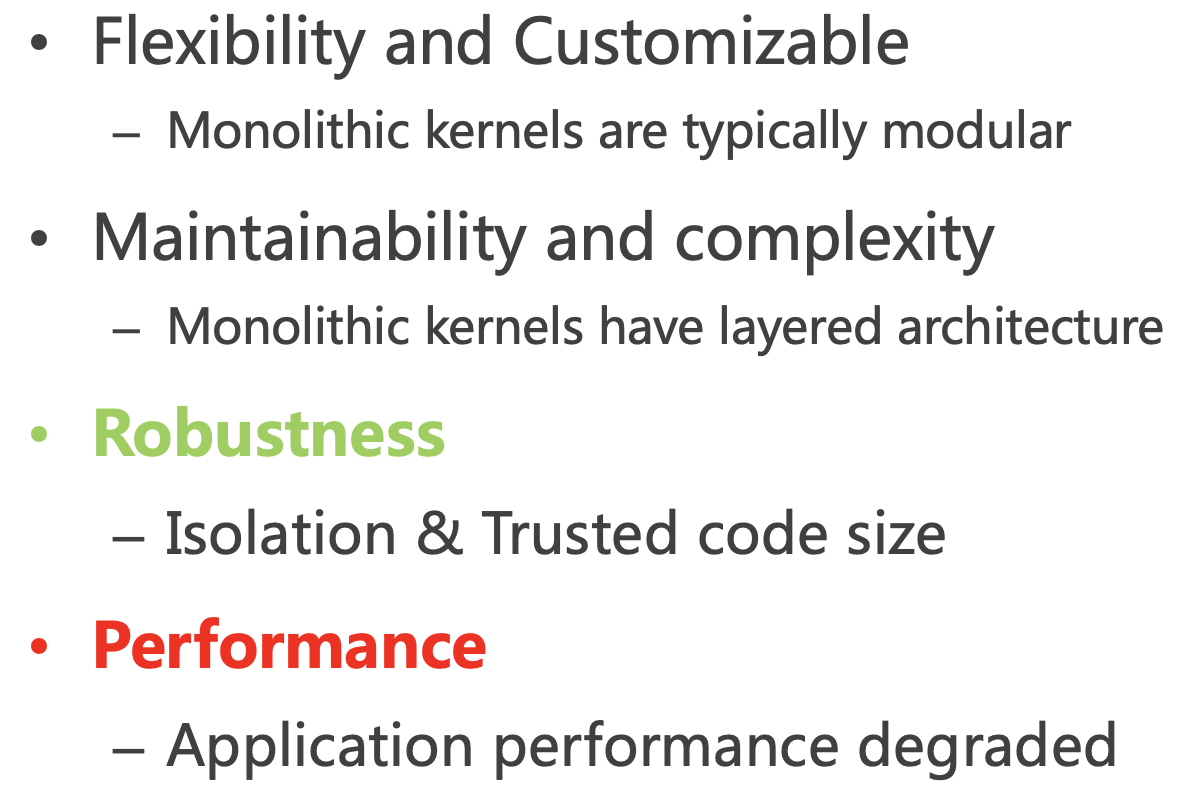 • Flexibility and Customizable
– Monolithic kernels are typically modular
• Maintainability and complexity
– Monolithic kernels have layered architecture
• Robustness
– Isolation & Trusted code size
• Performance
– Application performance degraded